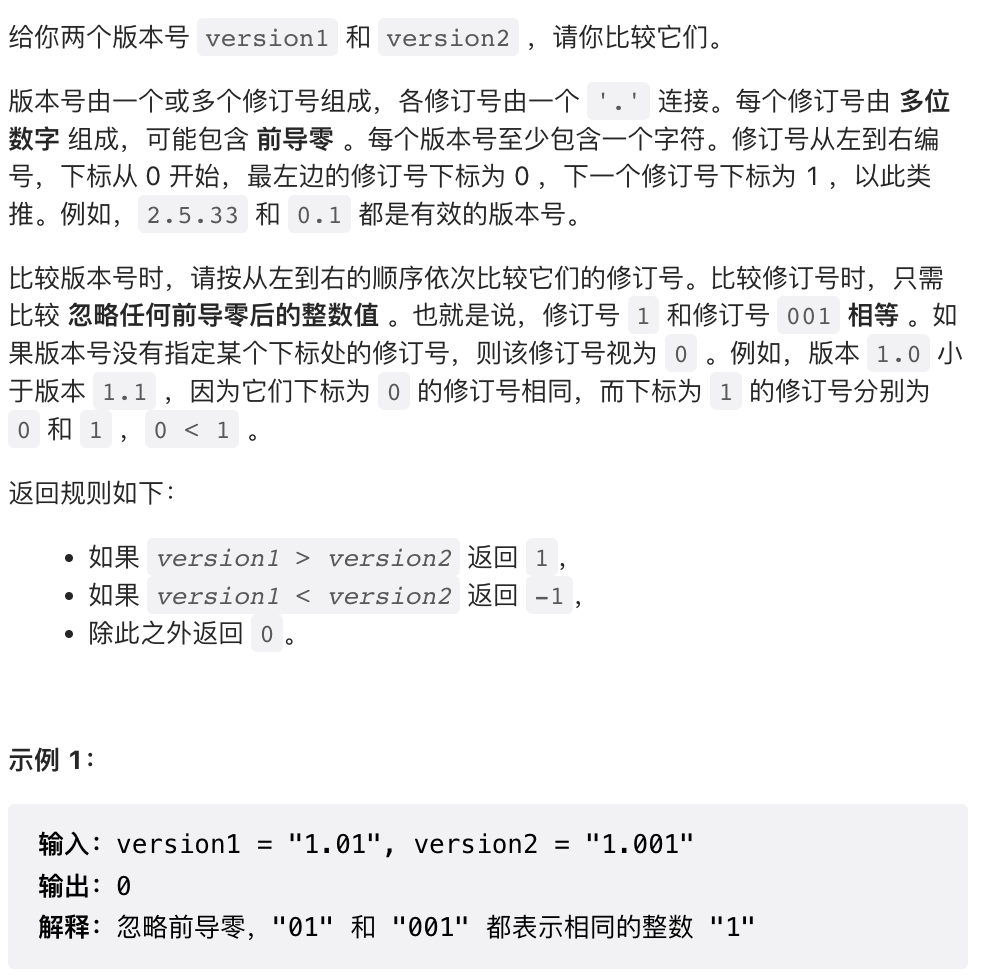 给你两个版本号 version1 和 version2 ，请你比较它们。
版本号由一个或多个修订号组成，各修订号由一个 '.' 连接。每个修订号由 多位
数字 组成，可能包含 前导零 。每个版本号至少包含一个字符。修订号从左到右编
号，下标从 0 开始，最左边的修订号下标为 0 ，下一个修订号下标为 1 ，以此类
推。例如，2.5.33 和 0.1 都是有效的版本号。
比较版本号时，请按从左到右的顺序依次比较它们的修订号。比较修订号时，只需
比较 忽略任何前导零后的整数值 。也就是说，修订号 1 和修订号 001 相等 。如
果版本号没有指定某个下标处的修订号，则该修订号视为 0 。例如，版本 1.0 小
于版本 1.1 ，因为它们下标为 0 的修订号相同，而下标为 1 的修订号分别为
0 和 1 ，0 < 1 。
返回规则如下：
• 如果 version1 > version2 返回 1，
• 如果 version1 < version2 返回 -1，
• 除此之外返回 0。
示例 1：
输入：version1 = "1.01", version2 = "1.001"
输出：0
解释：忽略前导零，"01" 和 "001" 都表示相同的整数 "1"